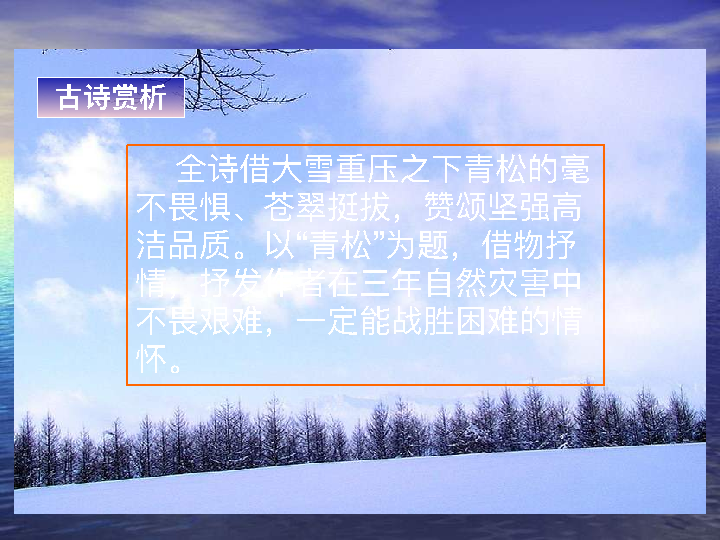 古诗赏析
全诗借大雪重压之下青松的毫
不畏惧、苍翠挺拔，赞颂坚强高
洁品质。以“青松”为题，借物抒
情，抒发作者在三年自然灾害中
不畏艰难，一定能战胜困难的情
怀。